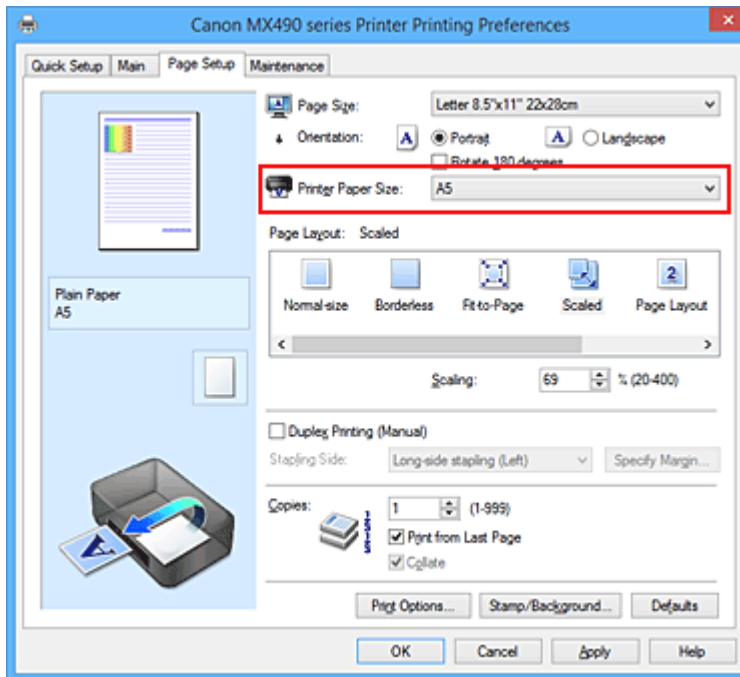 Canon MX490 series Printer Printing Preferences
Quick Setup Main Page Setup Maintenance
Page Size: Letter 8.5"x11" 22x28cm
Orientation: A Portrait A Landscape
Rotate 180 degrees
Printer Paper Size: A5
Page Layout: Scaled
Normal-size Borderless Fit-to-Page Scaled Page Layout
Plain Paper
A5
Scaling: 69 % (20-400)
Duplex Printing (Manual)
Stapling Side: Long-side stapling (Left) Specify Margin...
Copies: 1 (1-999)
Print from Last Page
Collate
Print Options... Stamp/Background... Defaults
OK Cancel Apply Help